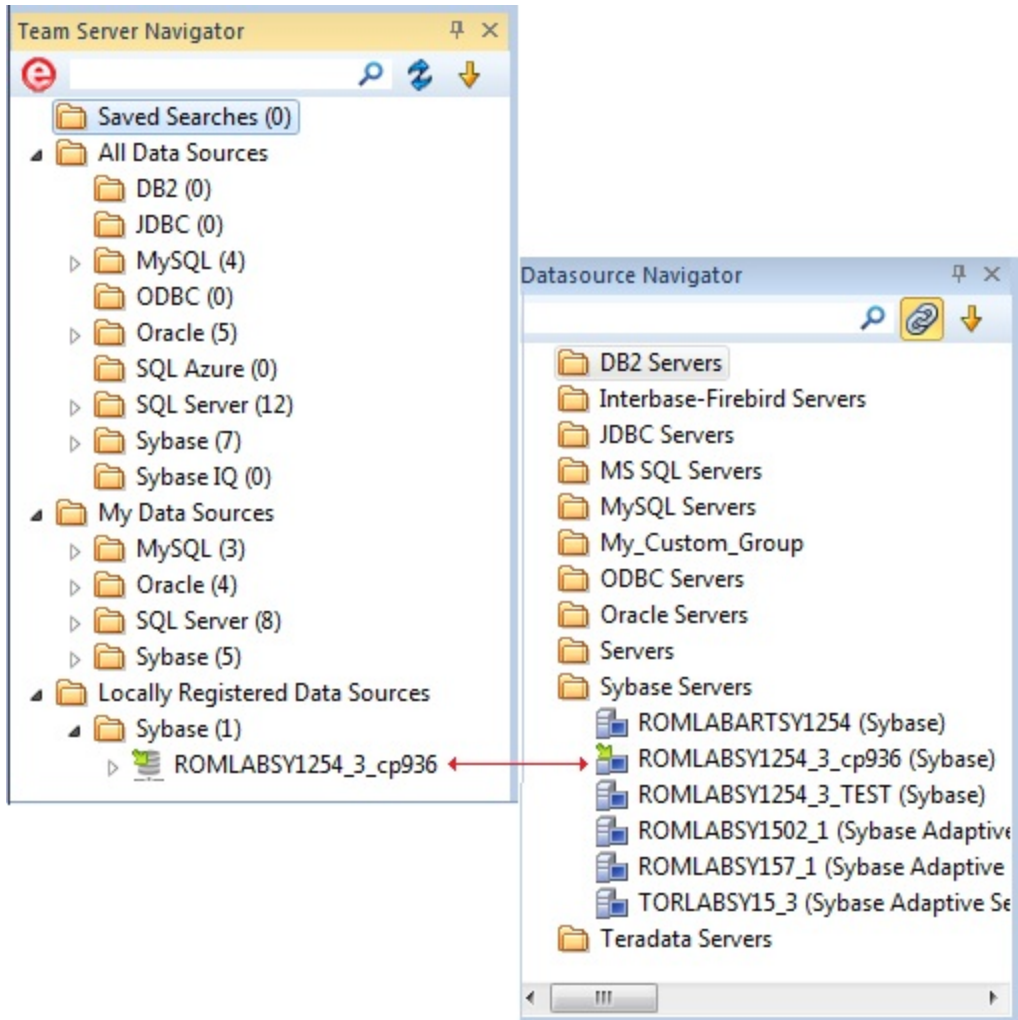 Team Server Navigator
Saved Searches (0)
All Data Sources
DB2 (0)
JDBC (0)
MySQL (4)
ODBC (0)
Oracle (5)
SQL Azure (0)
SQL Server (12)
Sybase (7)
Sybase IQ (0)
My Data Sources
MySQL (3)
Oracle (4)
SQL Server (8)
Sybase (5)
Locally Registered Data Sources
Sybase (1)
ROMLABSY1254_3_cp936
Datasource Navigator
DB2 Servers
Interbase-Firebird Servers
JDBC Servers
MS SQL Servers
MySQL Servers
My_Custom_Group
ODBC Servers
Oracle Servers
Servers
Sybase Servers
ROMLABARTSY1254 (Sybase)
ROMLABSY1254_3_cp936 (Sybase)
ROMLABSY1254_3_TEST (Sybase)
ROMLABSY1502_1 (Sybase Adaptive
ROMLABSY157_1 (Sybase Adaptive
TORLABSY15_3 (Sybase Adaptive Se
Teradata Servers